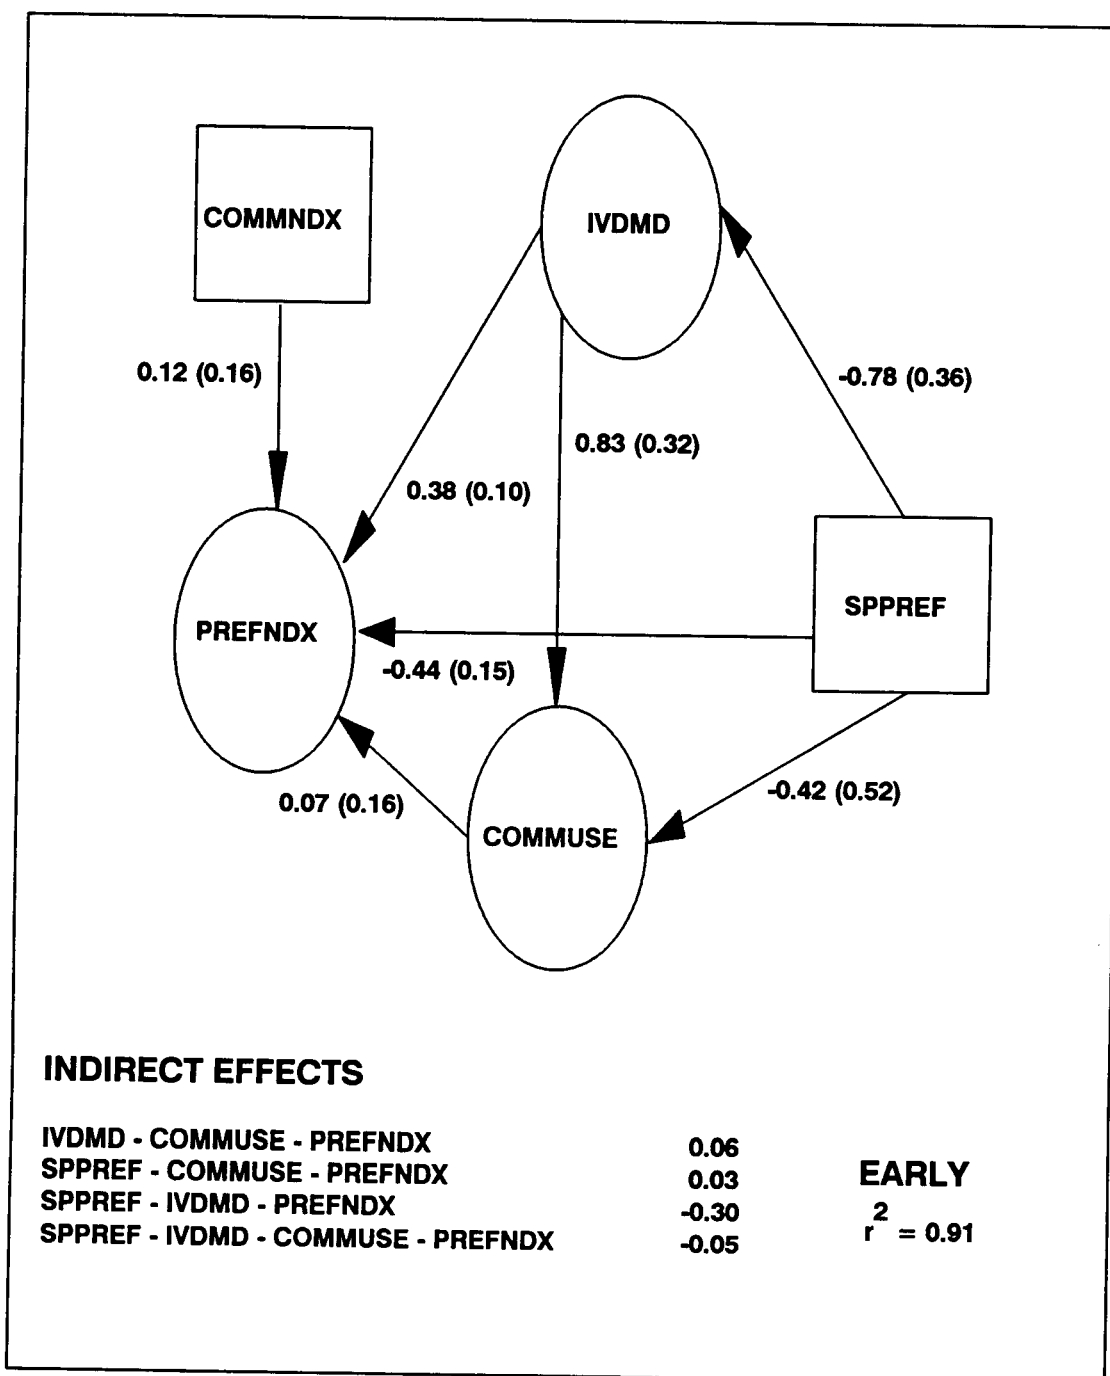 COMMNDX
IVDMD
0.12 (0.16)
-0.78 (0.36)
0.83 (0.32)
0.38 (0.10)
SPPREF
PREFNDX
-0.44 (0.15)
0.07 (0.16)
-0.42 (0.52)
COMMUSE
INDIRECT EFFECTS
IVDMD - COMMUSE - PREFNDX 0.06
SPPREF - COMMUSE - PREFNDX 0.03
SPPREF - IVDMD - PREFNDX -0.30
SPPREF - IVDMD - COMMUSE - PREFNDX -0.05
EARLY
r² = 0.91